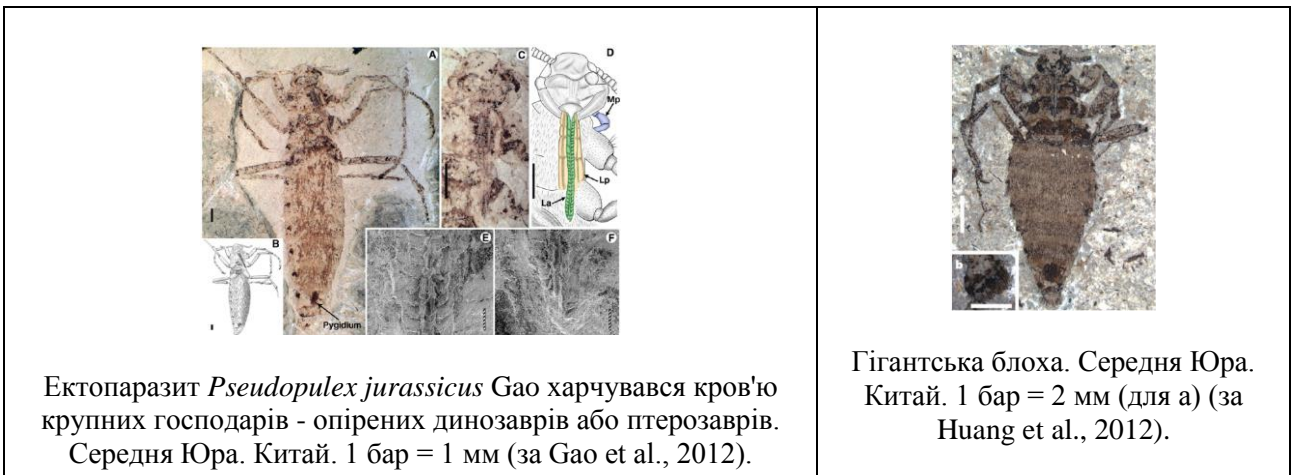 A
C
D
Mp
Lp
La
B
E
F
Pygidium
Ектопаразит Pseudopulex jurassicus Gao харчувався кров'ю
крупних господарів - опірених динозаврів або птерозаврів.
Середня Юра. Китай. 1 бар = 1 мм (за Gao et al., 2012).
b
Гігантська блоха. Середня Юра.
Китай. 1 бар = 2 мм (для а) (за
Huang et al., 2012).